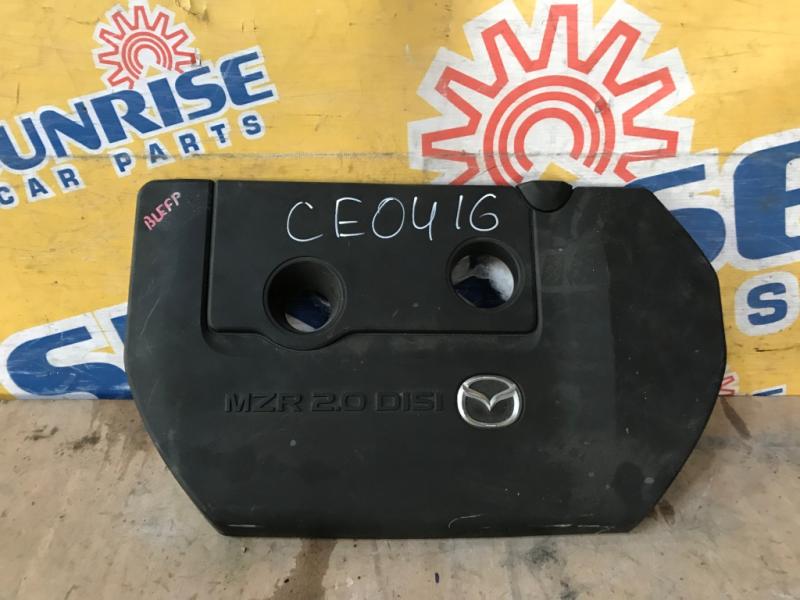 SUNRISE
CAR PARTS
BLEFP
CE0416
MZR 2.0 DISI